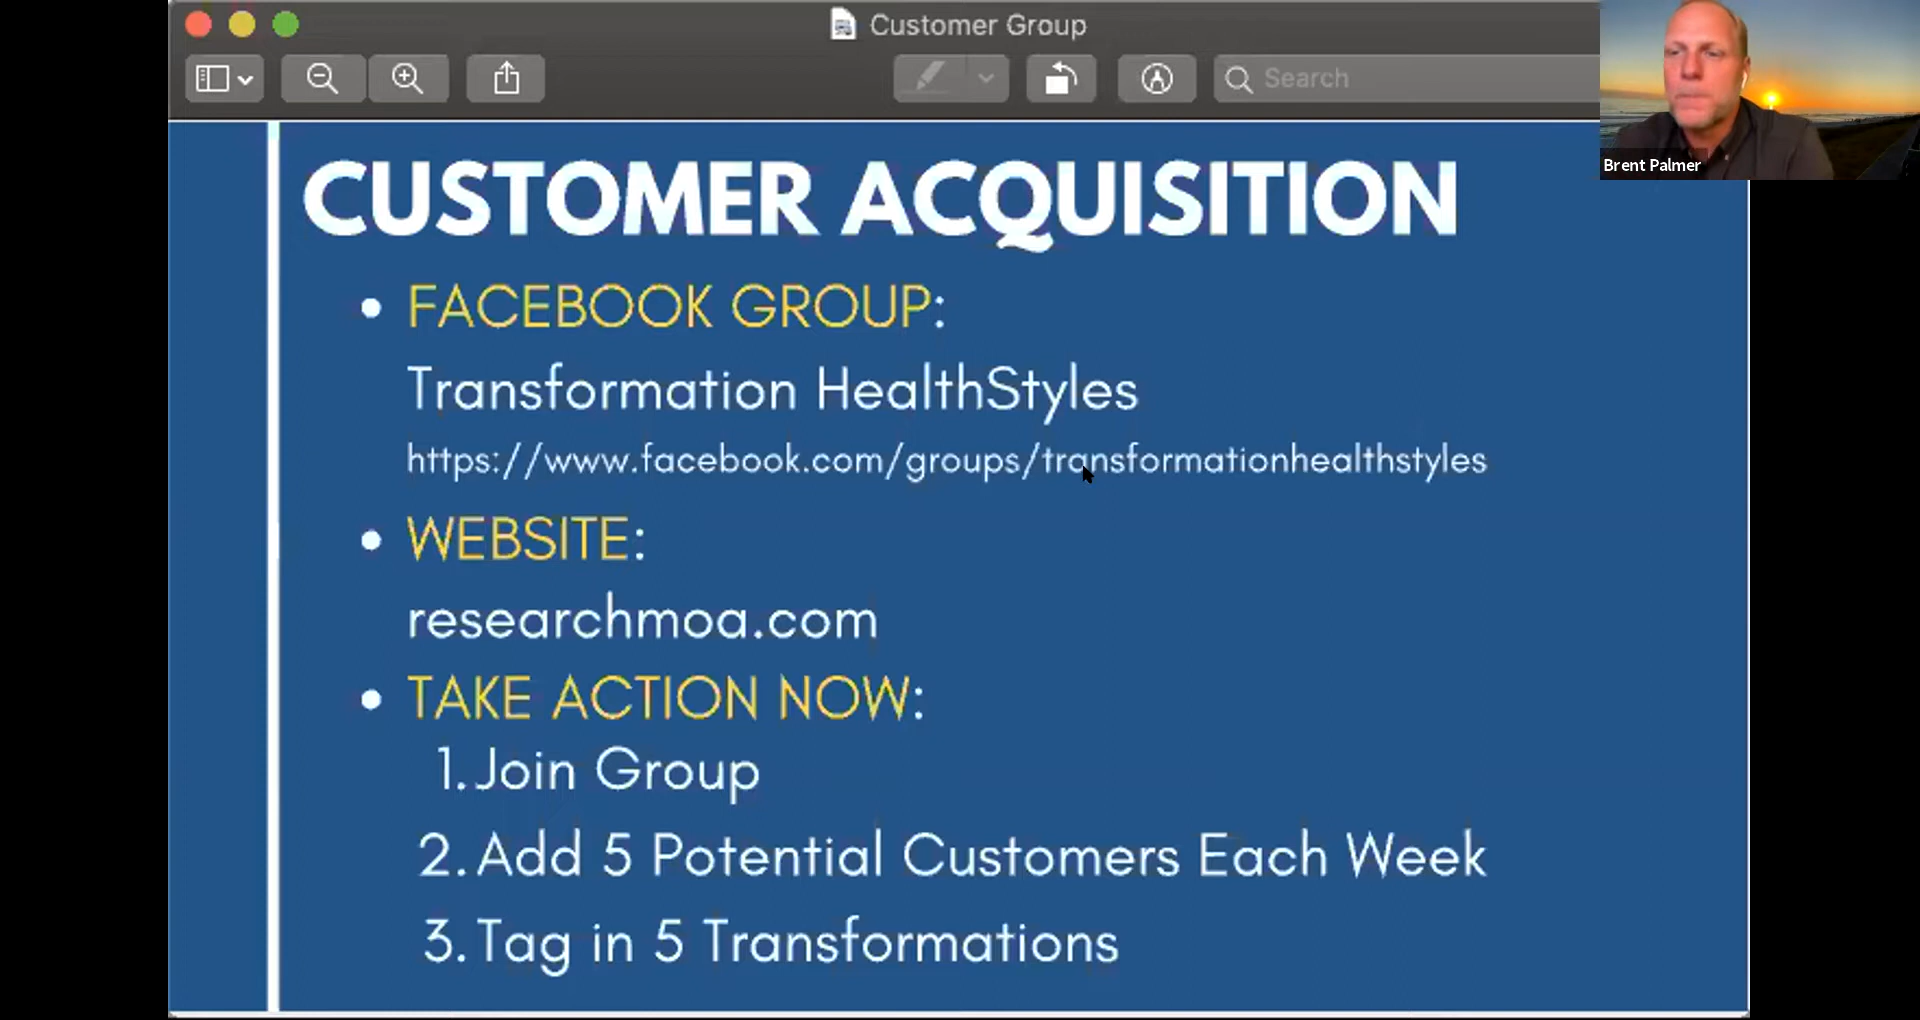 Customer Group
Search
Brent Palmer
CUSTOMER ACQUISITION
FACEBOOK GROUP:
Transformation HealthStyles
https://www.facebook.com/groups/transformationhealthstyles
WEBSITE:
researchmoa.com
TAKE ACTION NOW:
1. Join Group
2. Add 5 Potential Customers Each Week
3. Tag in 5 Transformations